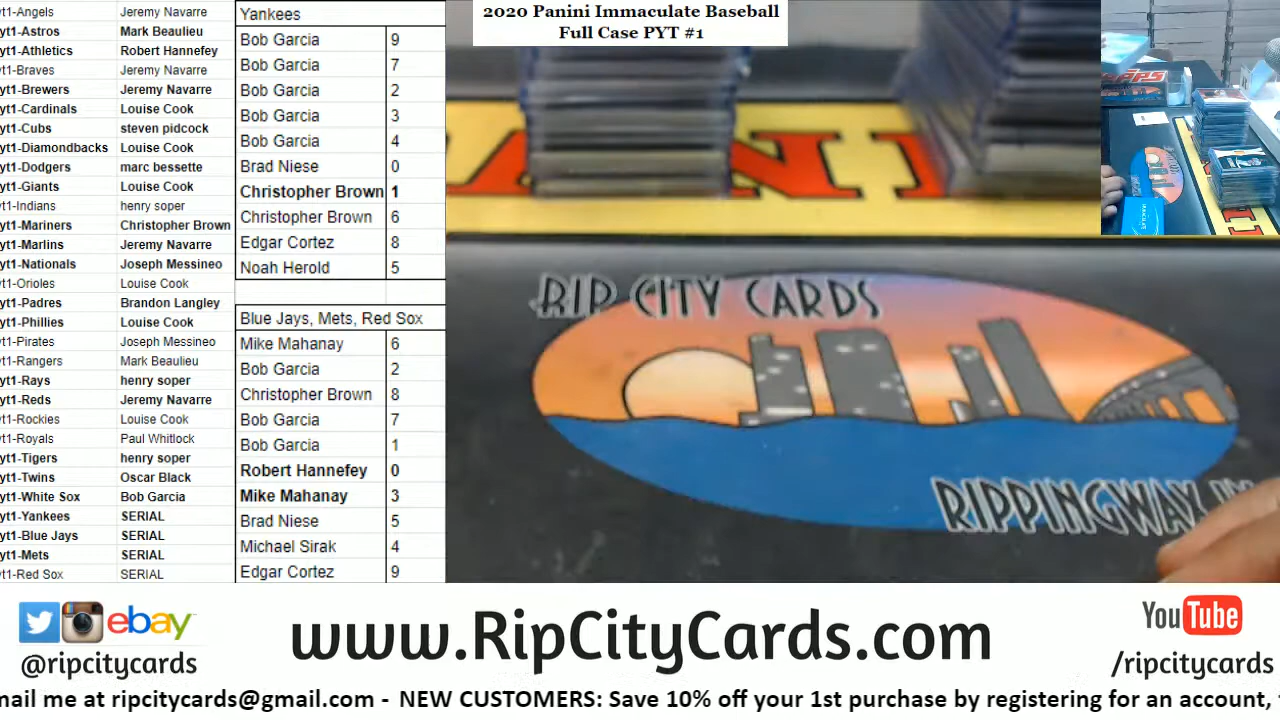 yt1-Angels Jeremy Navarre
yt1-Astros Mark Beaulieu
yt1-Athletics Robert Hannefey
yt1-Braves Jeremy Navarre
yt1-Brewers Jeremy Navarre
yt1-Cardinals Louise Cook
yt1-Cubs steven pidcock
yt1-Diamondbacks Louise Cook
yt1-Dodgers marc bessette
yt1-Giants Louise Cook
yt1-Indians henry soper
yt1-Mariners Christopher Brown
yt1-Marlins Jeremy Navarre
yt1-Nationals Joseph Messineo
yt1-Orioles Louise Cook
yt1-Padres Brandon Langley
yt1-Phillies Louise Cook
yt1-Pirates Joseph Messineo
yt1-Rangers Mark Beaulieu
yt1-Rays henry soper
yt1-Reds Jeremy Navarre
yt1-Rockies Louise Cook
yt1-Royals Paul Whitlock
yt1-Tigers henry soper
yt1-Twins Oscar Black
yt1-White Sox Bob Garcia
yt1-Yankees SERIAL
yt1-Blue Jays SERIAL
yt1-Mets SERIAL
yt1-Red Sox SERIAL
Yankees
Bob Garcia 9
Bob Garcia 7
Bob Garcia 2
Bob Garcia 3
Bob Garcia 4
Brad Niese 0
Christopher Brown 1
Christopher Brown 6
Edgar Cortez 8
Noah Herold 5
Blue Jays, Mets, Red Sox
Mike Mahanay 6
Bob Garcia 2
Christopher Brown 8
Bob Garcia 7
Bob Garcia 1
Robert Hannefey 0
Mike Mahanay 3
Brad Niese 5
Michael Sirak 4
Edgar Cortez 9
2020 Panini Immaculate Baseball
Full Case PYT #1
RIP CITY CARDS
RIPPINGWAX
ebay
@ripcitycards
www.RipCityCards.com
YouTube
/ripcitycards
mail me at ripcitycards@gmail.com - NEW CUSTOMERS: Save 10% off your 1st purchase by registering for an account,